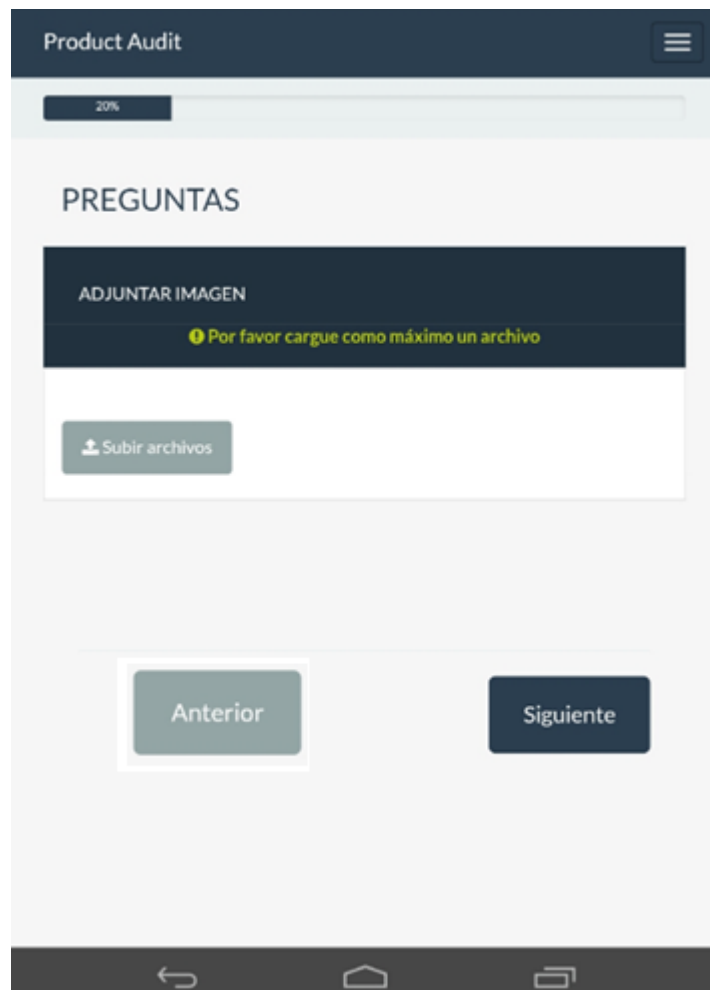 Product Audit
20%
PREGUNTAS
ADJUNTAR IMAGEN
Por favor cargue como máximo un archivo
Subir archivos
Anterior
Siguiente